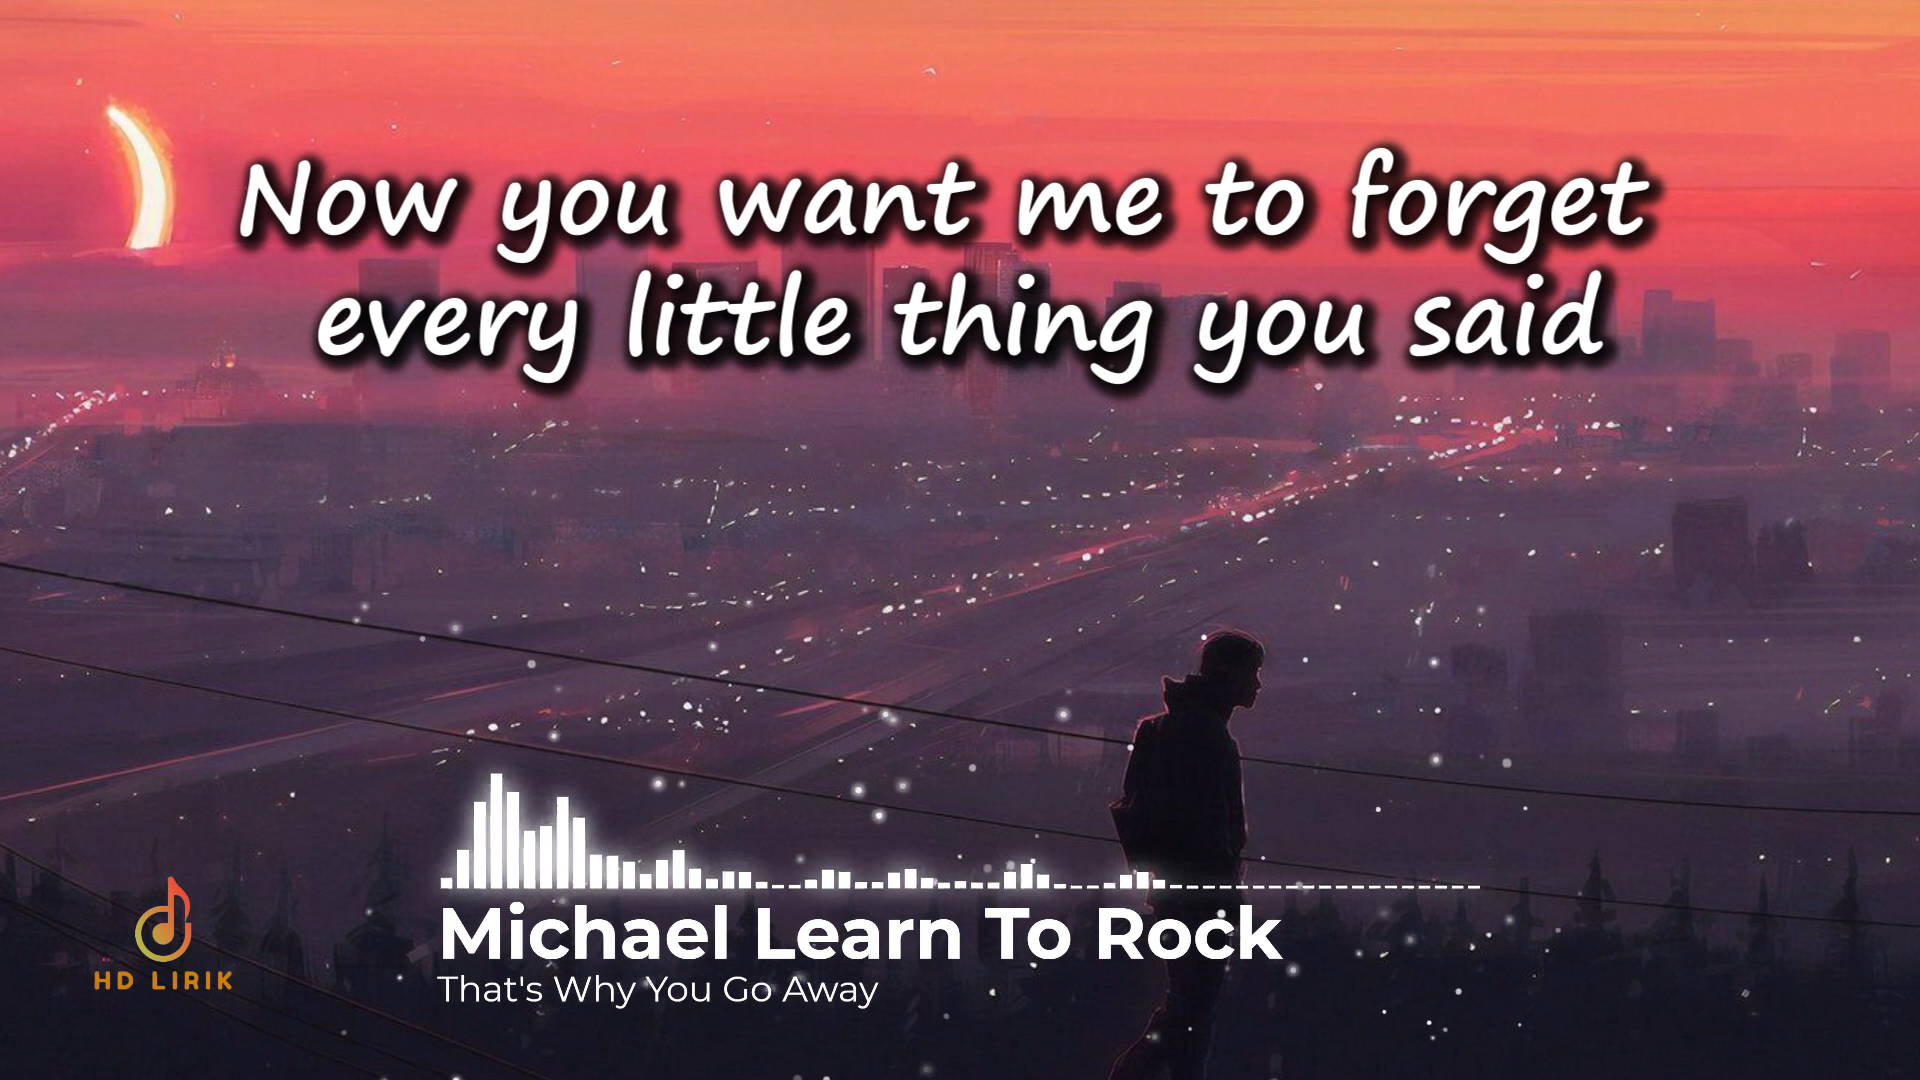 Now you want me to forget
every little thing you said
Michael Learn To Rock
That's Why You Go Away
HD LIRIK